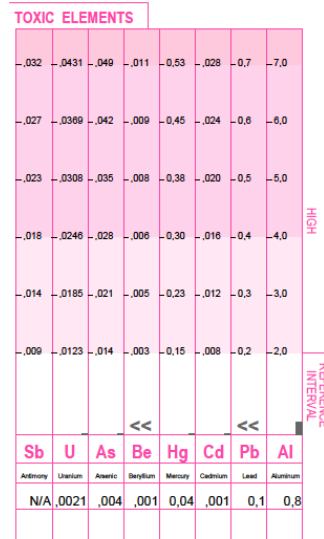 TOXIC ELEMENTS
,032 ,0431 ,049 ,011 0,53 ,028 0,7 7,0
,027 ,0369 ,042 ,009 0,45 ,024 0,6 6,0
,023 ,0308 ,035 ,008 0,38 ,020 0,5 5,0
HIGH
,018 ,0246 ,028 ,006 0,30 ,016 0,4 4,0
,014 ,0185 ,021 ,005 0,23 ,012 0,3 3,0
,009 ,0123 ,014 ,003 0,15 ,008 0,2 2,0
REFERENCE
INTERVAL
<< <<
Sb U As Be Hg Cd Pb Al
Antimony Uranium Arsenic Beryllium Mercury Cadmium Lead Aluminum
N/A ,0021 ,004 ,001 0,04 ,001 0,1 0,8